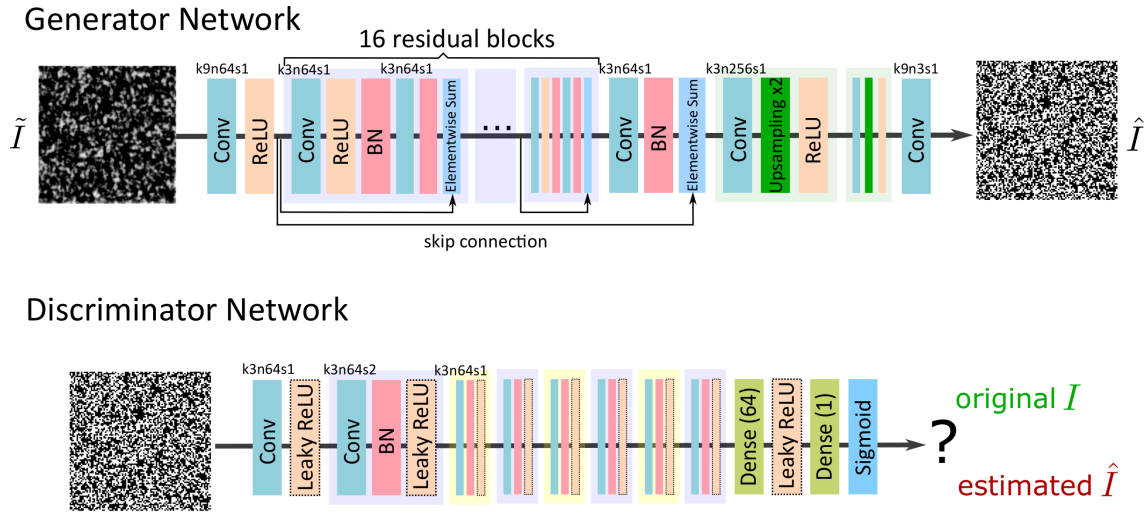 Generator Network
16 residual blocks
k9n64s1
k3n64s1
k3n64s1
k3n64s1
k3n256s1
k9n3s1
Ĩ
Conv
ReLU
Conv
ReLU
BN
Elementwise Sum
...
Conv
BN
Elementwise Sum
Conv
Upsampling x2
ReLU
Conv
Î
skip connection
Discriminator Network
k3n64s1
k3n64s2
k3n64s1
Conv
Leaky ReLU
Conv
BN
Leaky ReLU
Dense (64)
Leaky ReLU
Dense (1)
Sigmoid
?
original I
estimated Î